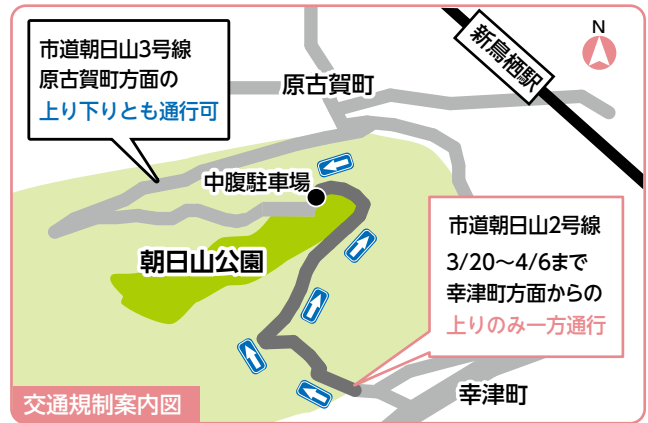 市道朝日山3号線
原古賀町方面の
上り下りとも通行可
原古賀町
新鳥栖駅
N
中腹駐車場
朝日山公園
市道朝日山2号線
3/20～4/6まで
幸津町方面からの
上りのみ一方通行
幸津町
交通規制案内図